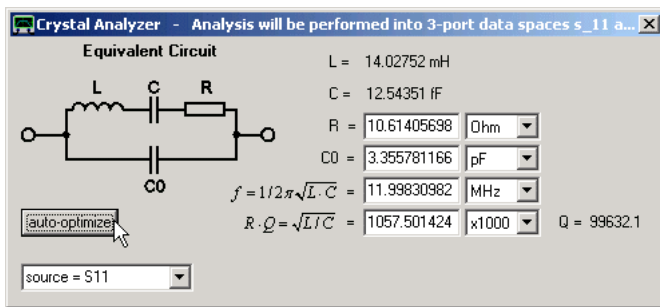 Crystal Analyzer - Analysis will be performed into 3-port data spaces s_11 a...
Equivalent Circuit
L C R
C0
L = 14.02752 mH
C = 12.54351 fF
R = 10.61405698 Ohm
C0 = 3.355781166 pF
f = 1/2π√L·C = 11.99830982 MHz
R·Q = √L/C = 1057.501424 x1000 Q = 99632.1
auto-optimize
source = S11